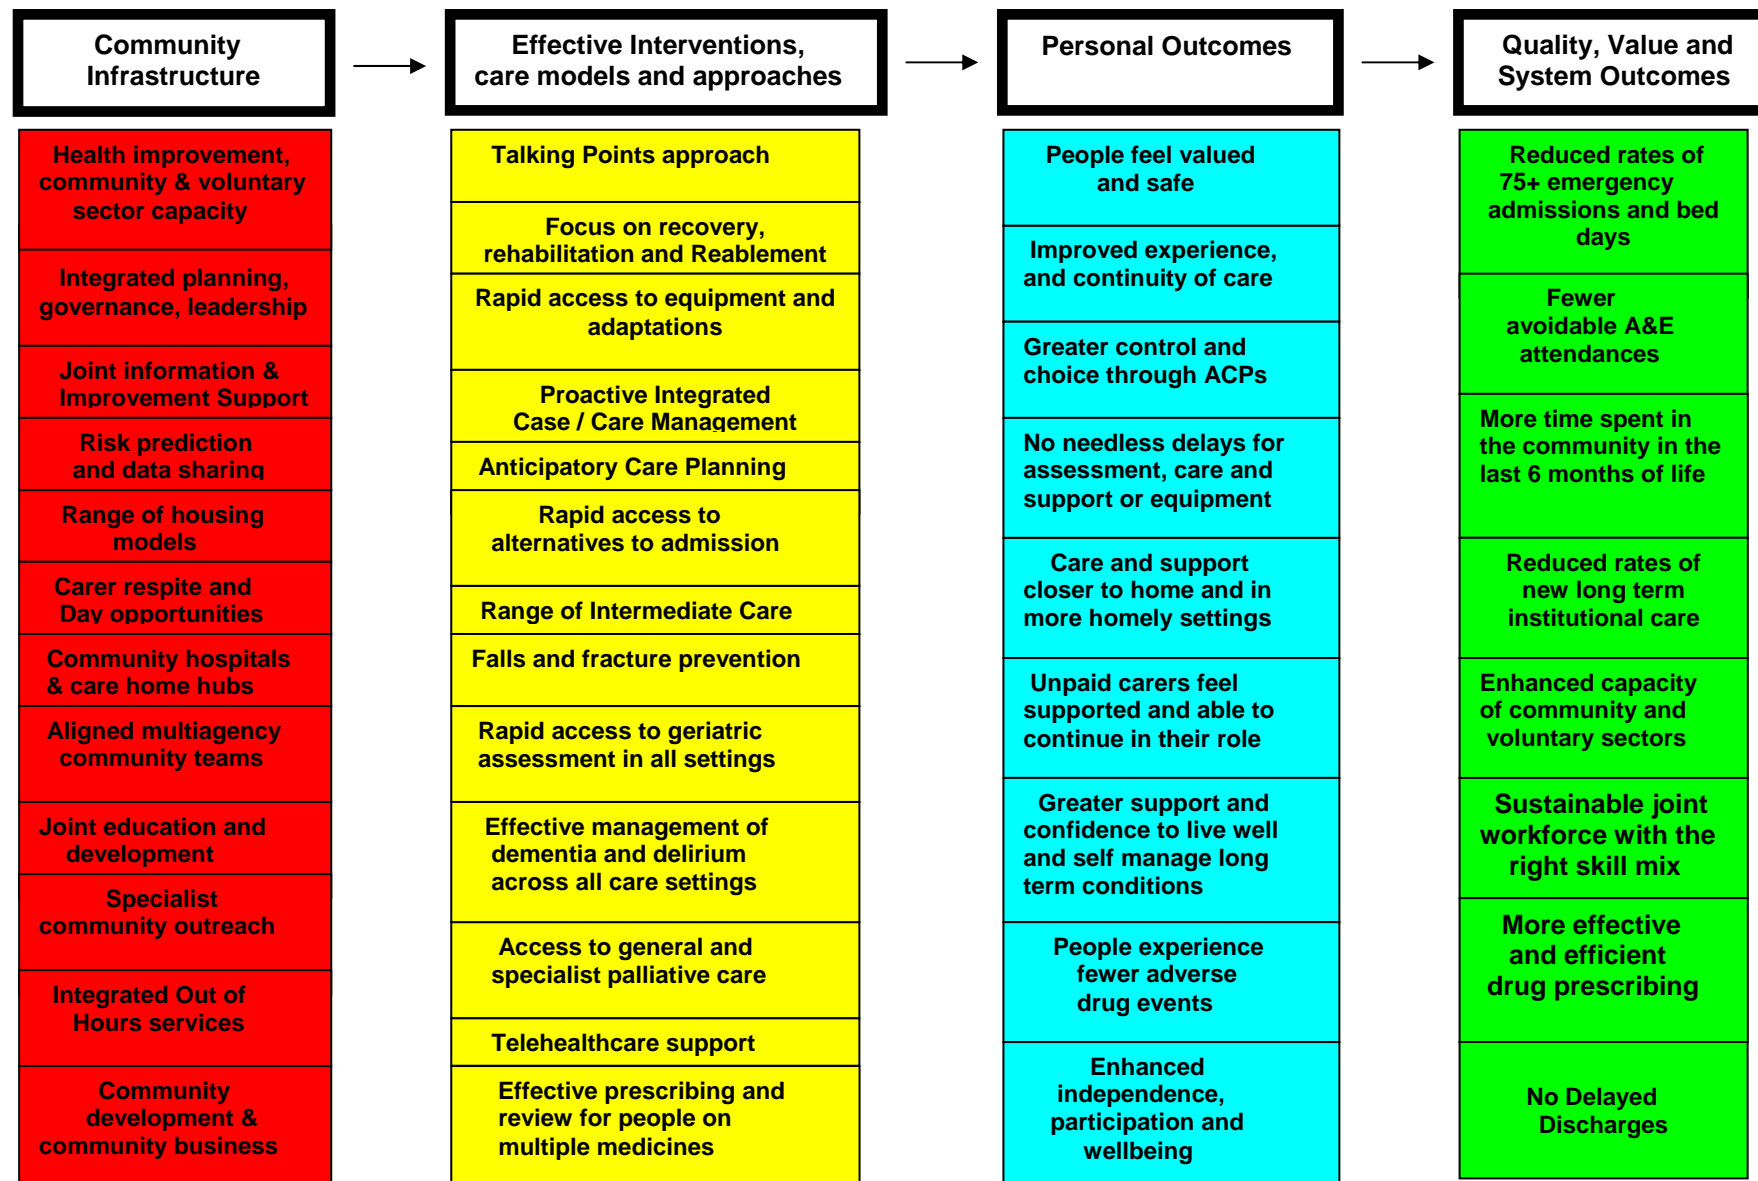 Community
Infrastructure
Effective Interventions,
care models and approaches
Personal Outcomes
Quality, Value and
System Outcomes
Health improvement,
community & voluntary
sector capacity
Integrated planning,
governance, leadership
Joint information &
Improvement Support
Risk prediction
and data sharing
Range of housing
models
Carer respite and
Day opportunities
Community hospitals
& care home hubs
Aligned multiagency
community teams
Joint education and
development
Specialist
community outreach
Integrated Out of
Hours services
Community
development &
community business
Talking Points approach
Focus on recovery,
rehabilitation and Reablement
Rapid access to equipment and
adaptations
Proactive Integrated
Case / Care Management
Anticipatory Care Planning
Rapid access to
alternatives to admission
Range of Intermediate Care
Falls and fracture prevention
Rapid access to geriatric
assessment in all settings
Effective management of
dementia and delirium
across all care settings
Access to general and
specialist palliative care
Telehealthcare support
Effective prescribing and
review for people on
multiple medicines
People feel valued
and safe
Improved experience,
and continuity of care
Greater control and
choice through ACPs
No needless delays for
assessment, care and
support or equipment
Care and support
closer to home and in
more homely settings
Unpaid carers feel
supported and able to
continue in their role
Greater support and
confidence to live well
and self manage long
term conditions
People experience
fewer adverse
drug events
Enhanced
independence,
participation and
wellbeing
Reduced rates of
75+ emergency
admissions and bed
days
Fewer
avoidable A&E
attendances
More time spent in
the community in the
last 6 months of life
Reduced rates of
new long term
institutional care
Enhanced capacity
of community and
voluntary sectors
Sustainable joint
workforce with the
right skill mix
More effective
and efficient
drug prescribing
No Delayed
Discharges